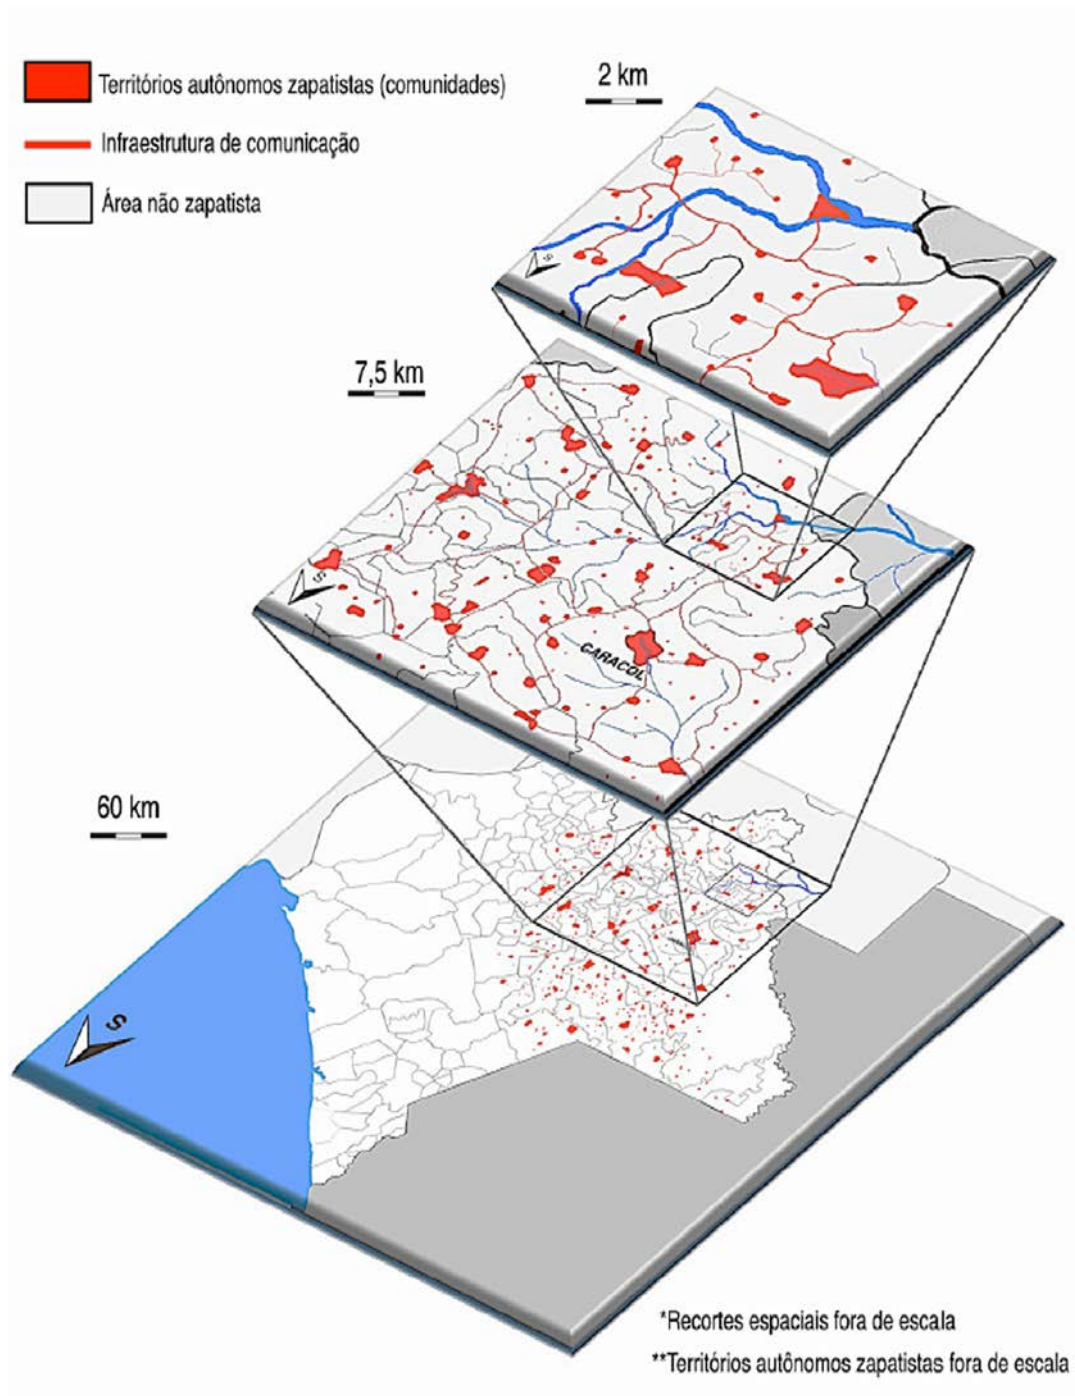 Territórios autônomos zapatistas (comunidades)
Infraestrutura de comunicação
Área não zapatista
2 km
S
7,5 km
S
CARACOL
60 km
S
*Recortes espaciais fora de escala
**Territórios autônomos zapatistas fora de escala